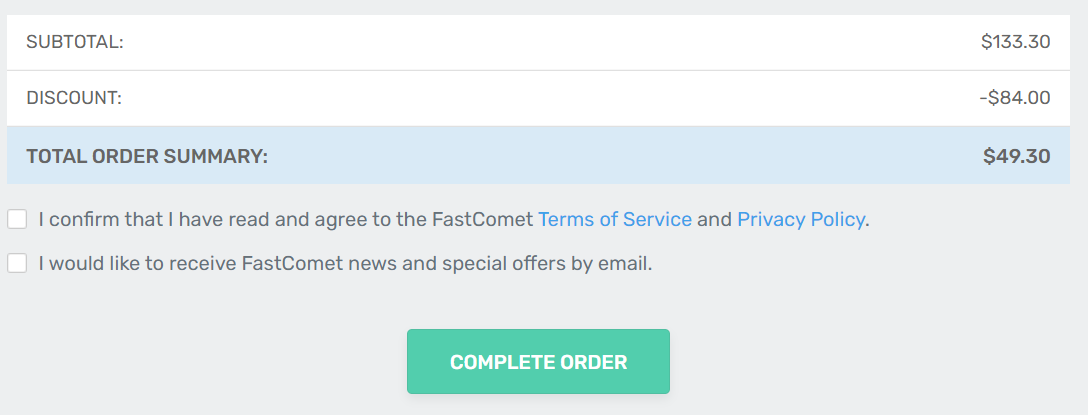 SUBTOTAL: $133.30
DISCOUNT: -$84.00
TOTAL ORDER SUMMARY: $49.30
I confirm that I have read and agree to the FastComet Terms of Service and Privacy Policy.
I would like to receive FastComet news and special offers by email.
COMPLETE ORDER